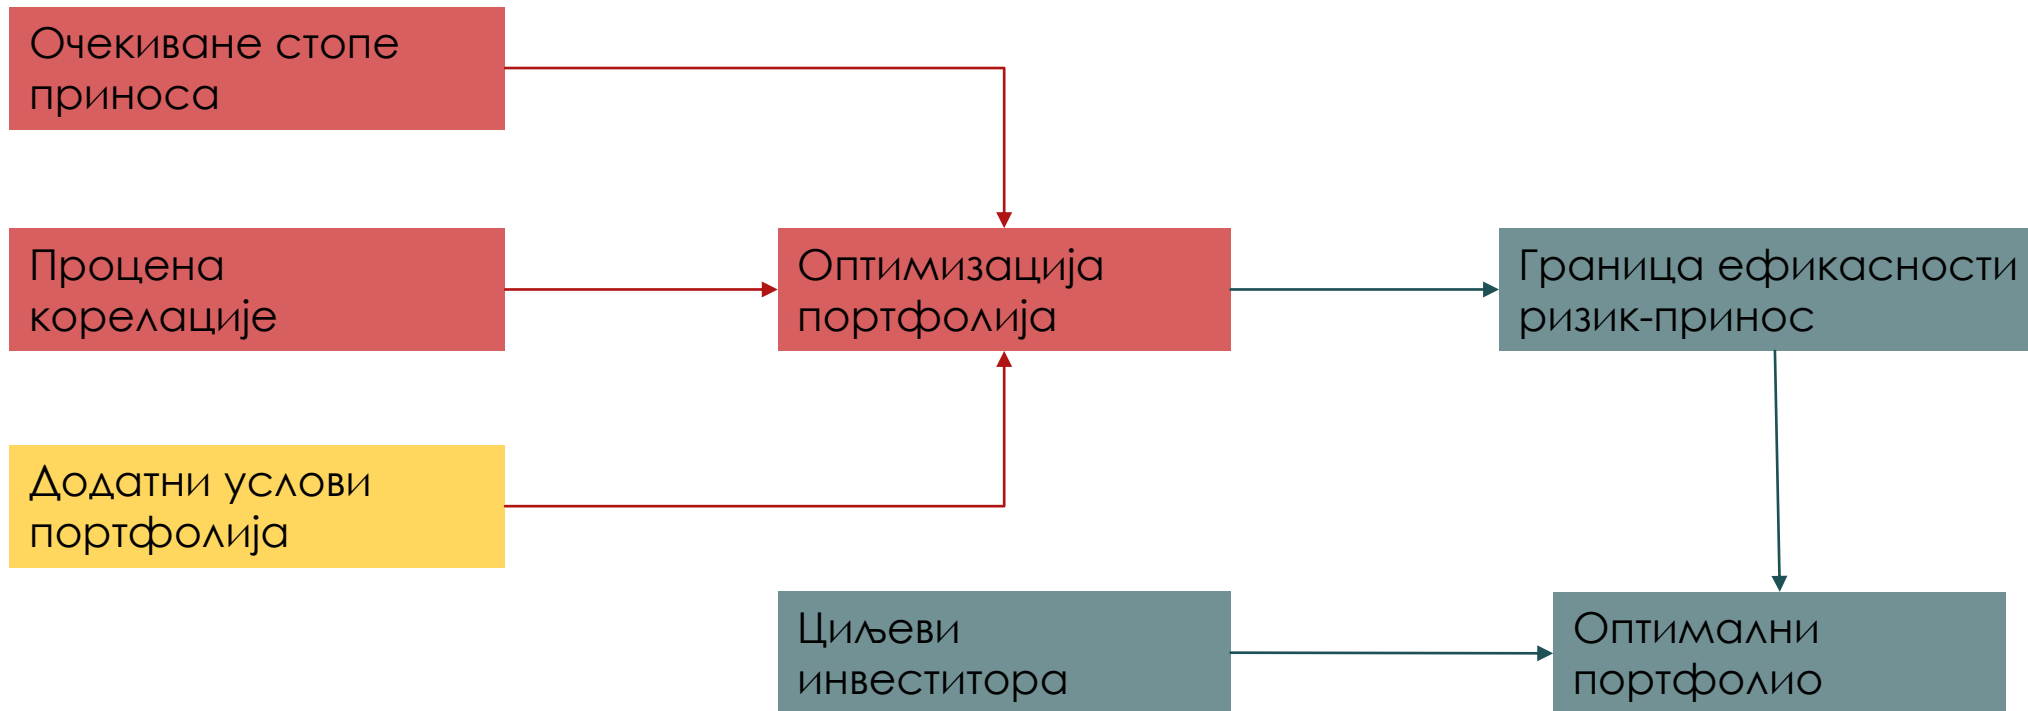 Очекиване стопе
приноса
Процена
корелације
Оптимизација
портфолија
Граница ефикасности
ризик-принос
Додатни услови
портфолија
Циљеви
инвеститора
Оптимални
портфолио